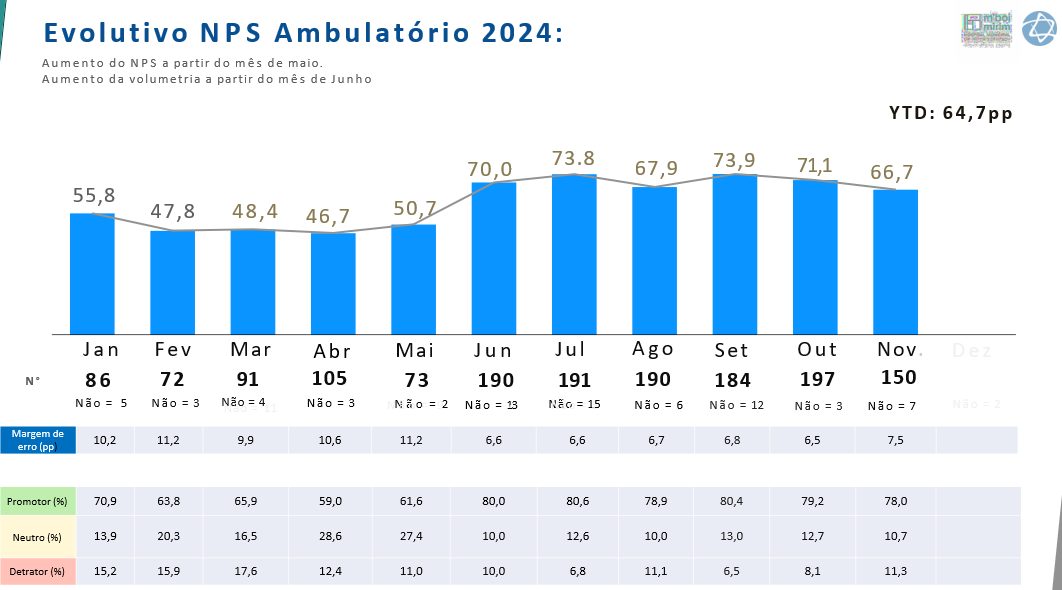 Evolutivo NPS Ambulatório 2024:
Aumento do NPS a partir do mês de maio.
Aumento da volumetria a partir do mês de Junho
YTD: 64,7pp
55,8 47,8 48,4 46,7 50,7 70,0 73.8 67,9 73,9 71,1 66,7
Jan Fev Mar Abr Mai Jun Jul Ago Set Out Nov. Dez
N° 86 72 91 105 73 190 191 190 184 197 150
Não = 5 Não = 3 Não = 4 Não = 3 Não = 2 Não = 13 Não = 15 Não = 6 Não = 12 Não = 3 Não = 7 Não = 2
Margem de
erro (pp) 10,2 11,2 9,9 10,6 11,2 6,6 6,6 6,7 6,8 6,5 7,5
Promotor (%) 70,9 63,8 65,9 59,0 61,6 80,0 80,6 78,9 80,4 79,2 78,0
Neutro (%) 13,9 20,3 16,5 28,6 27,4 10,0 12,6 10,0 13,0 12,7 10,7
Detrator (%) 15,2 15,9 17,6 12,4 11,0 10,0 6,8 11,1 6,5 8,1 11,3